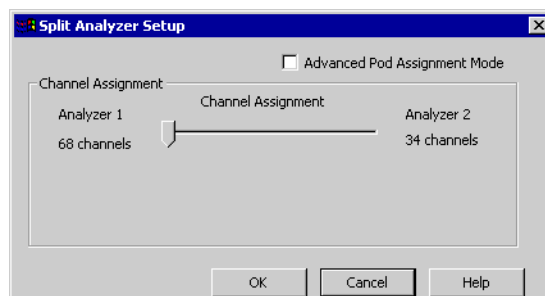 Split Analyzer Setup
Advanced Pod Assignment Mode
Channel Assignment
Channel Assignment
Analyzer 1
Analyzer 2
68 channels
34 channels
OK
Cancel
Help